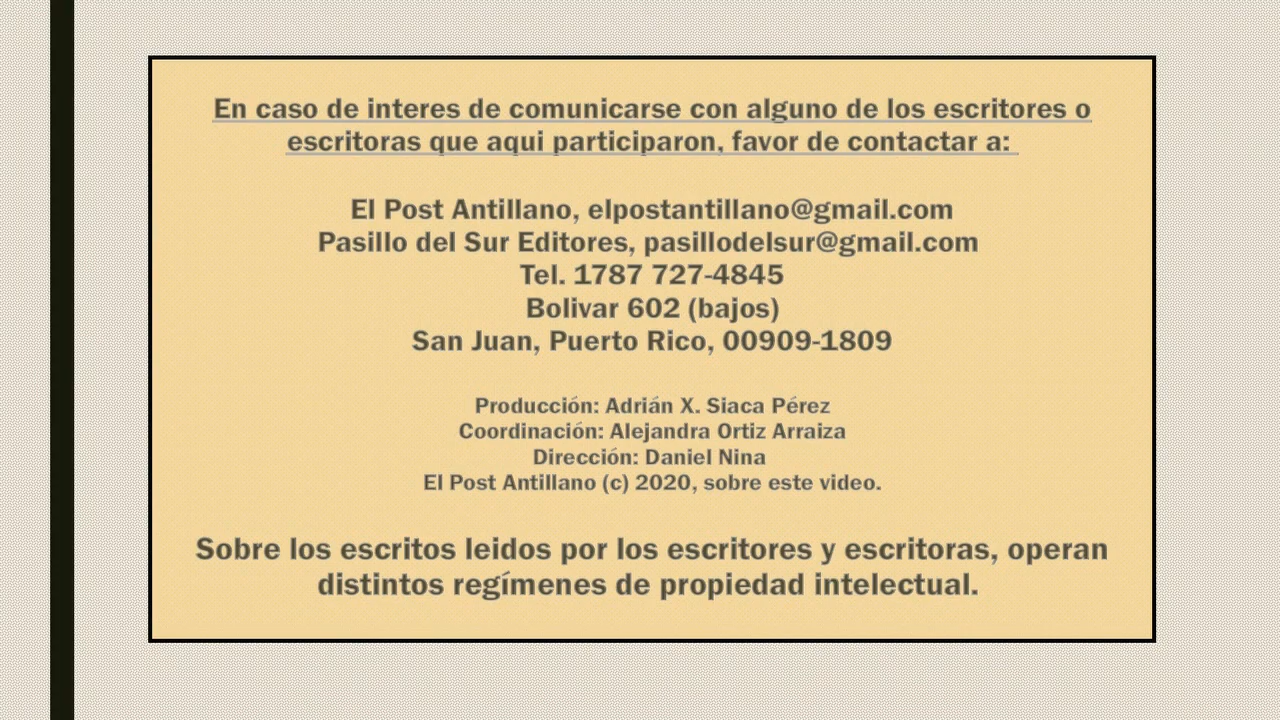 En caso de interes de comunicarse con alguno de los escritores o
escritoras que aqui participaron, favor de contactar a:
El Post Antillano, elpostantillano@gmail.com
Pasillo del Sur Editores, pasillodelsur@gmail.com
Tel. 1787 727-4845
Bolivar 602 (bajos)
San Juan, Puerto Rico, 00909-1809
Producción: Adrián X. Siaca Pérez
Coordinación: Alejandra Ortiz Arraiza
Dirección: Daniel Nina
El Post Antillano (c) 2020, sobre este video.
Sobre los escritos leidos por los escritores y escritoras, operan
distintos regímenes de propiedad intelectual.